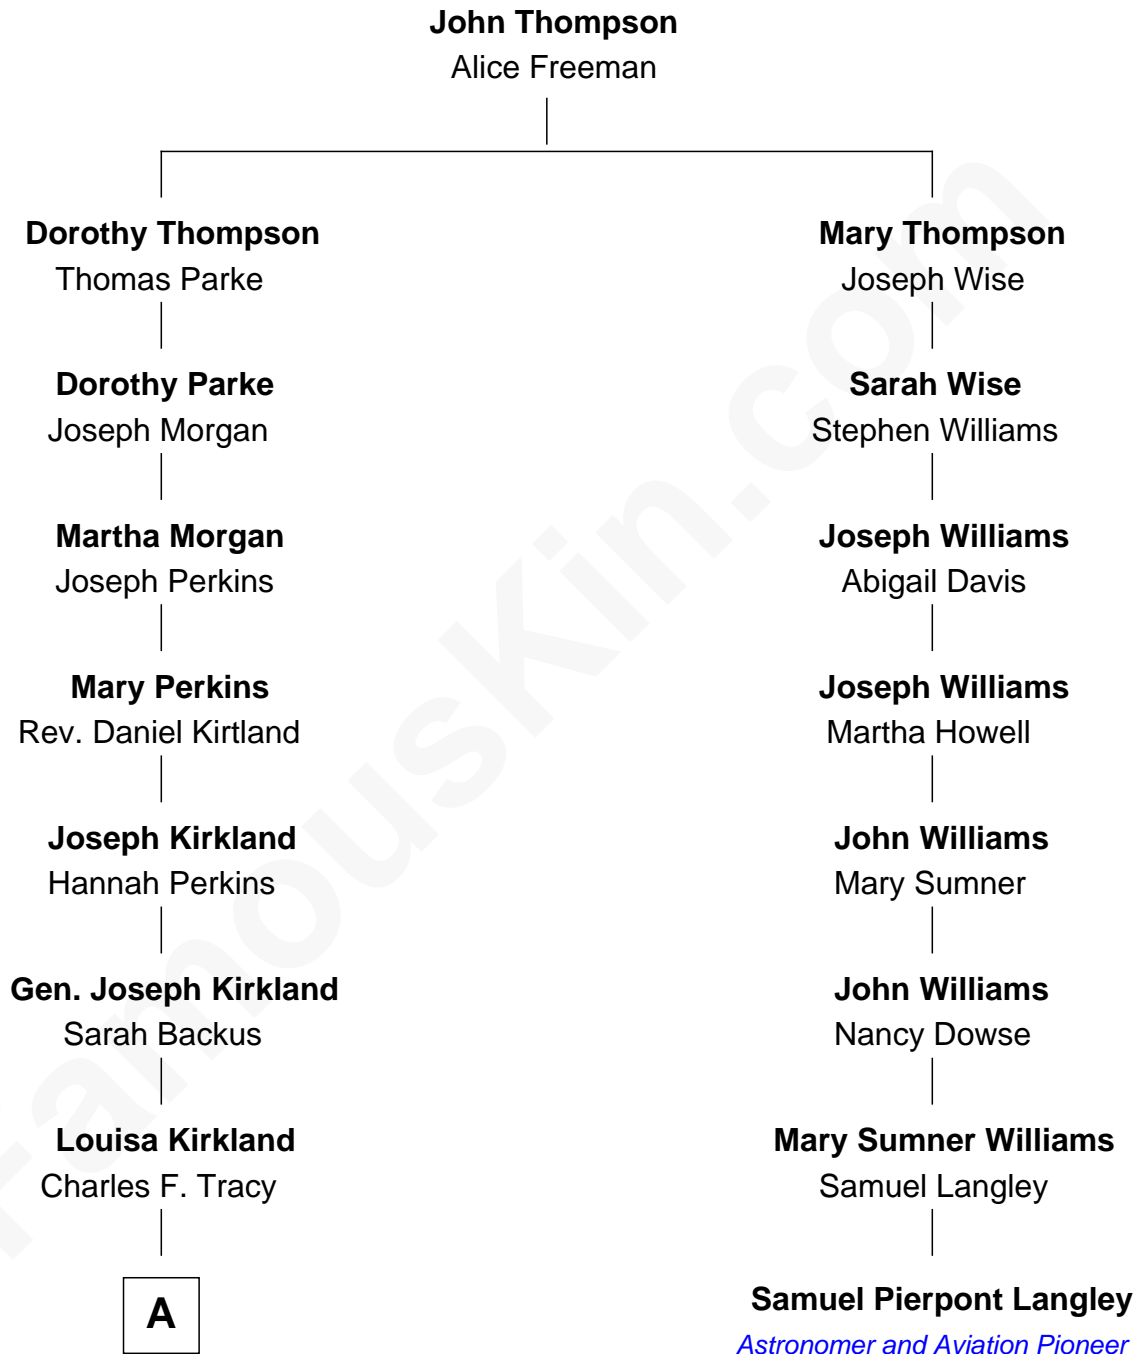 John Thompson
Alice Freeman
Dorothy Thompson
Thomas Parke
Mary Thompson
Joseph Wise
Dorothy Parke
Joseph Morgan
Sarah Wise
Stephen Williams
Martha Morgan
Joseph Perkins
Joseph Williams
Abigail Davis
Mary Perkins
Rev. Daniel Kirtland
Joseph Williams
Martha Howell
Joseph Kirkland
Hannah Perkins
John Williams
Mary Sumner
Gen. Joseph Kirkland
Sarah Backus
John Williams
Nancy Dowse
Louisa Kirkland
Charles F. Tracy
Mary Sumner Williams
Samuel Langley
A
Samuel Pierpont Langley
Astronomer and Aviation Pioneer
FamousKin.com